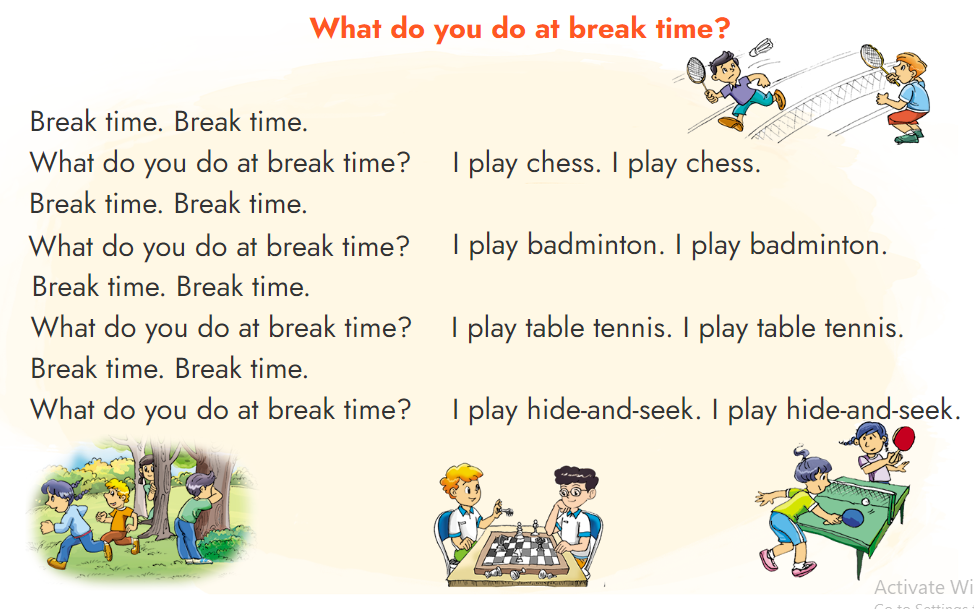 What do you do at break time?
Break time. Break time.
What do you do at break time? I play chess. I play chess.
Break time. Break time.
What do you do at break time? I play badminton. I play badminton.
Break time. Break time.
What do you do at break time? I play table tennis. I play table tennis.
Break time. Break time.
What do you do at break time? I play hide-and-seek. I play hide-and-seek.
Activate Wi
Go to Settings